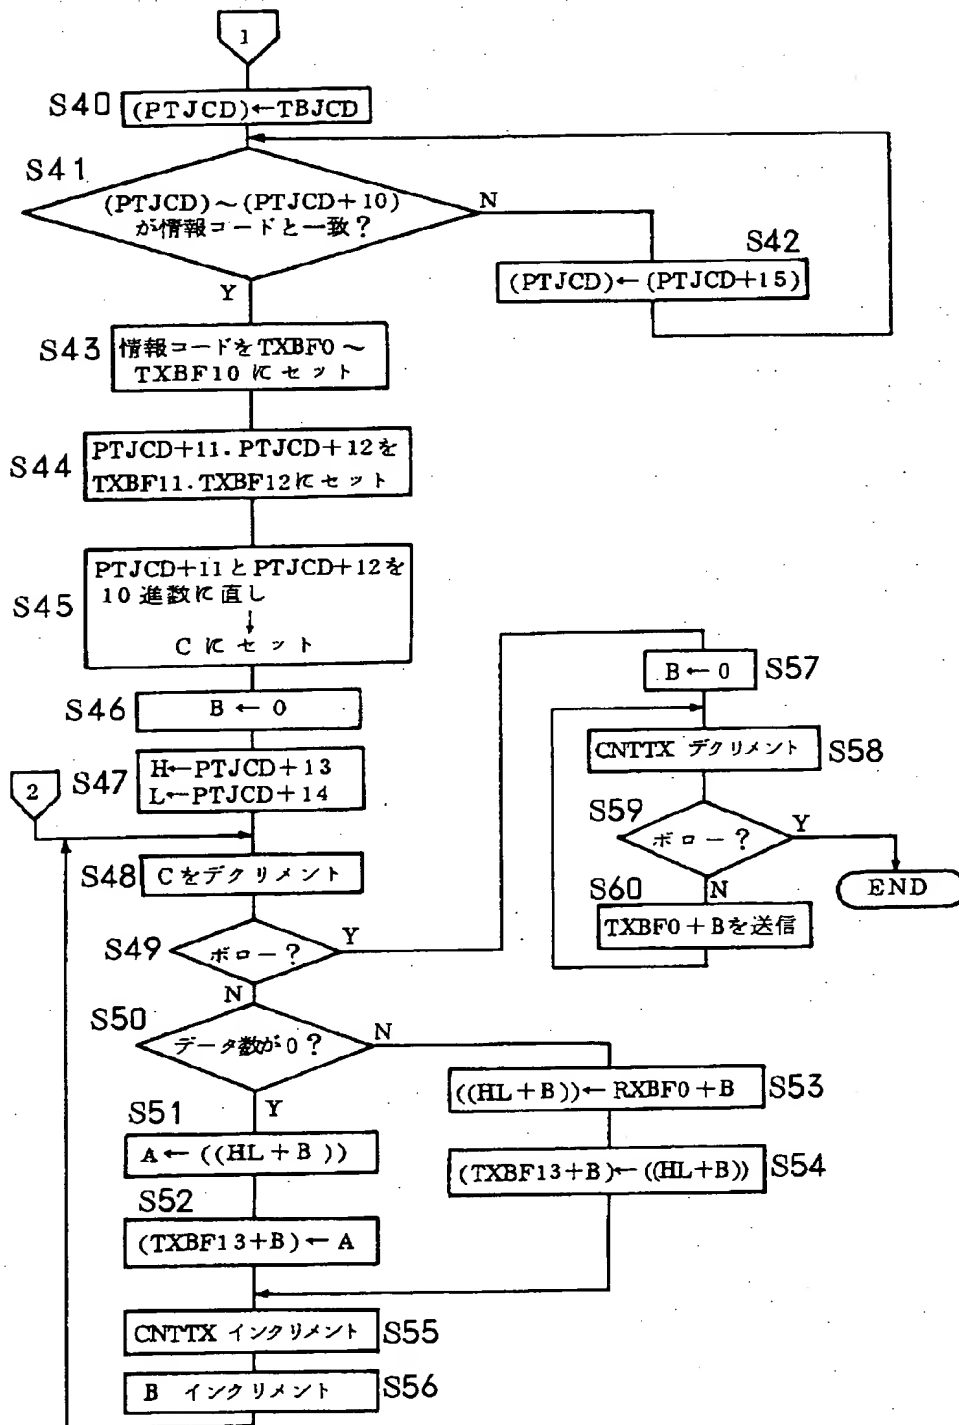 1
S40
(PTJCD)←TBJCD
S41
(PTJCD)～(PTJCD+10)
が情報コードと一致？
N
Y
S42
(PTJCD)←(PTJCD+15)
S43
情報コードをTXBF0～
TXBF10 にセット
S44
PTJCD+11.PTJCD+12を
TXBF11.TXBF12にセット
S45
PTJCD+11とPTJCD+12を
10進数に直し
↓
Cにセット
S46
B ← 0
S47
H←PTJCD+13
L←PTJCD+14
2
S48
Cをデクリメント
S49
ボロー？
Y
N
S50
データ数が0？
N
Y
S51
A←((HL+B))
S52
(TXBF13+B)←A
S53
((HL+B))←RXBF0+B
S54
(TXBF13+B)←((HL+B))
S55
CNTTX インクリメント
S56
B インクリメント
S57
B←0
S58
CNTTX デクリメント
S59
ボロー？
Y
N
END
S60
TXBF0+Bを送信